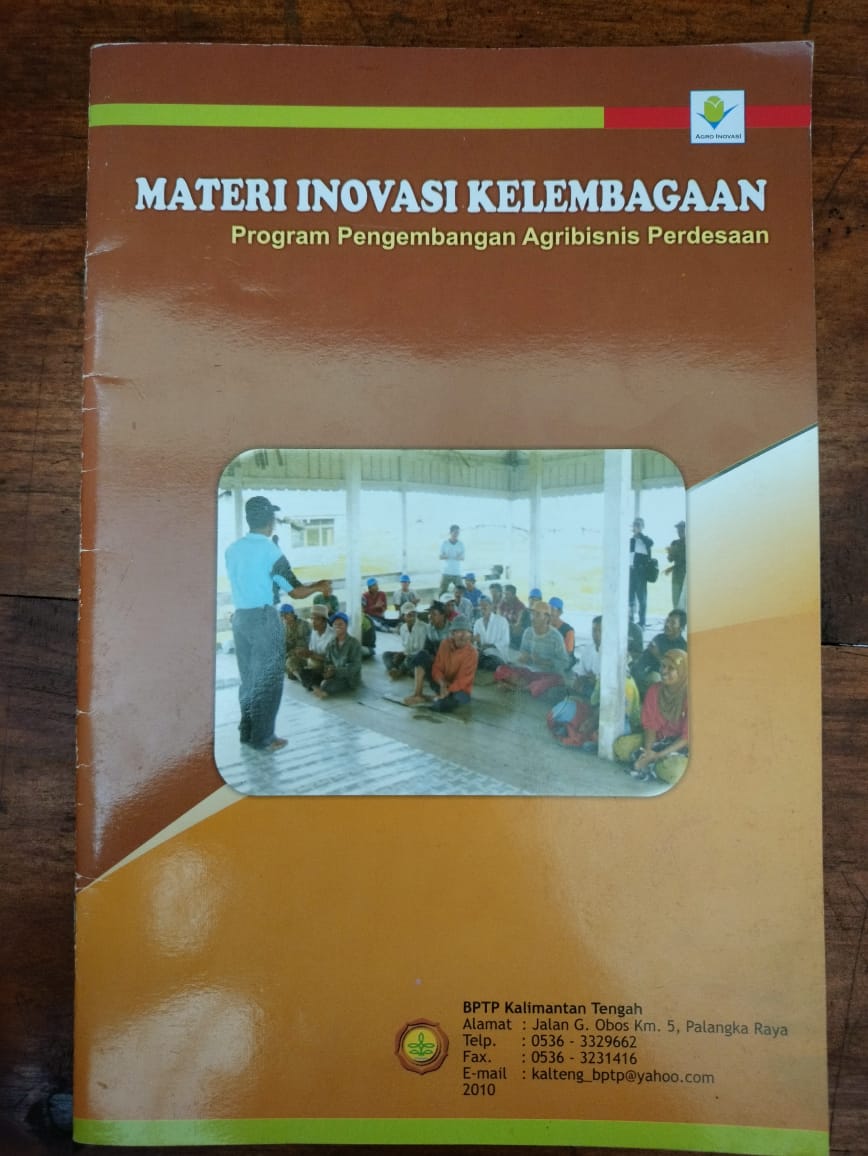 AGRO INOVASI
MATERI INOVASI KELEMBAGAAN
Program Pengembangan Agribisnis Perdesaan
BPTP Kalimantan Tengah
Alamat : Jalan G. Obos Km. 5, Palangka Raya
Telp. : 0536 - 3329662
Fax. : 0536 - 3231416
E-mail : kalteng_bptp@yahoo.com
2010